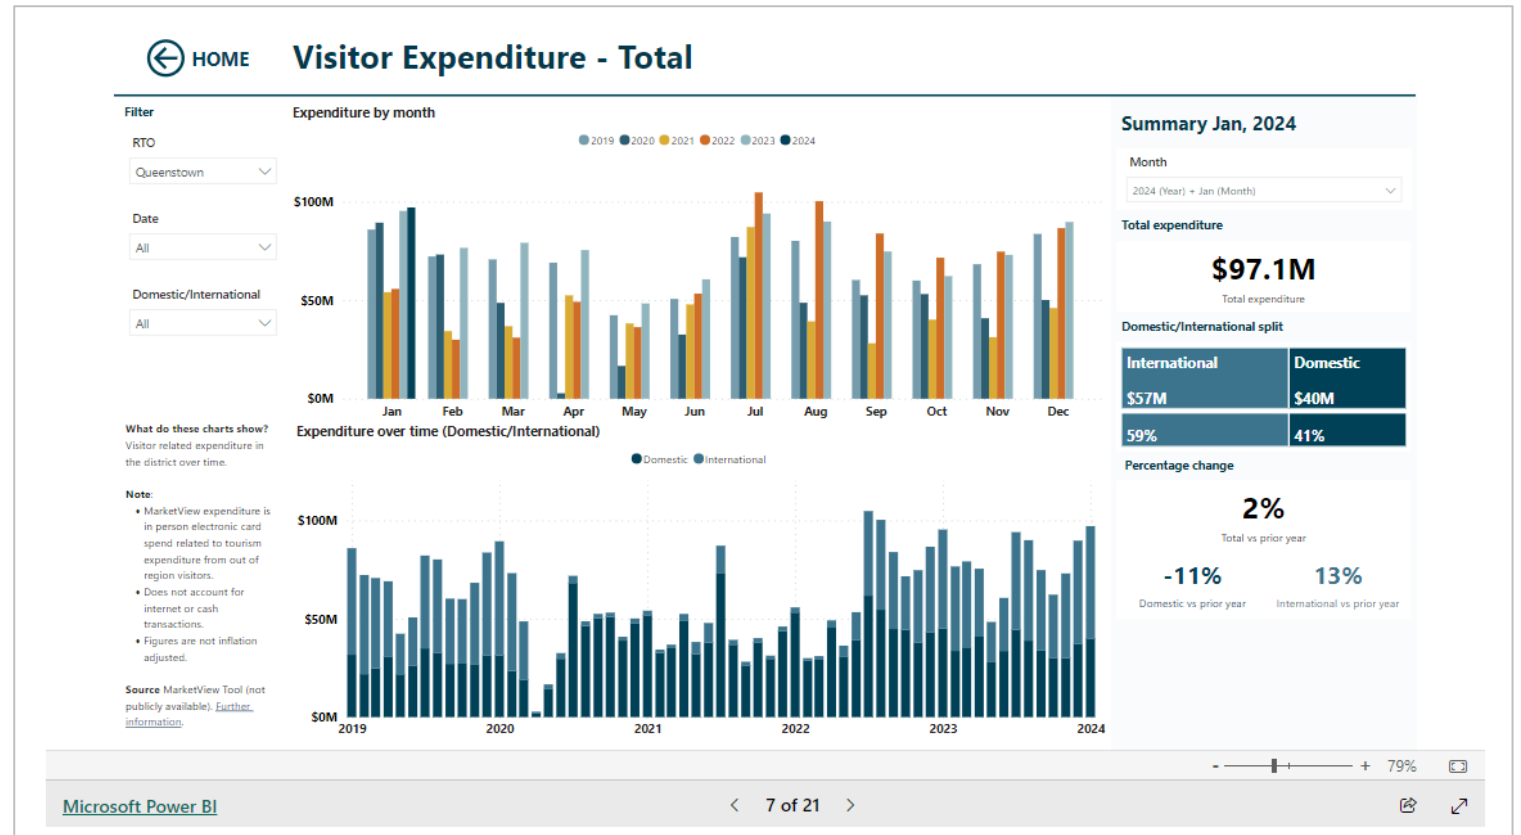 HOME
Visitor Expenditure - Total
Filter
RTO
Queenstown
Date
All
Domestic/International
All
What do these charts show?
Visitor related expenditure in
the district over time.
Note:
• MarketView expenditure is
in person electronic card
spend related to tourism
expenditure from out of
region visitors.
• Does not account for
internet or cash
transactions.
• Figures are not inflation
adjusted.
Source MarketView Tool (not
publicly available). Further
information.
Expenditure by month
2019 2020 2021 2022 2023 2024
$100M
$50M
$0M
Jan Feb Mar Apr May Jun Jul Aug Sep Oct Nov Dec
Expenditure over time (Domestic/International)
Domestic International
$100M
$50M
$0M
2019 2020 2021 2022 2023 2024
Summary Jan, 2024
Month
2024 (Year) + Jan (Month)
Total expenditure
$97.1M
Total expenditure
Domestic/International split
International Domestic
$57M $40M
59% 41%
Percentage change
2%
Total vs prior year
-11% 13%
Domestic vs prior year International vs prior year
- + 79%
Microsoft Power BI
< 7 of 21 >